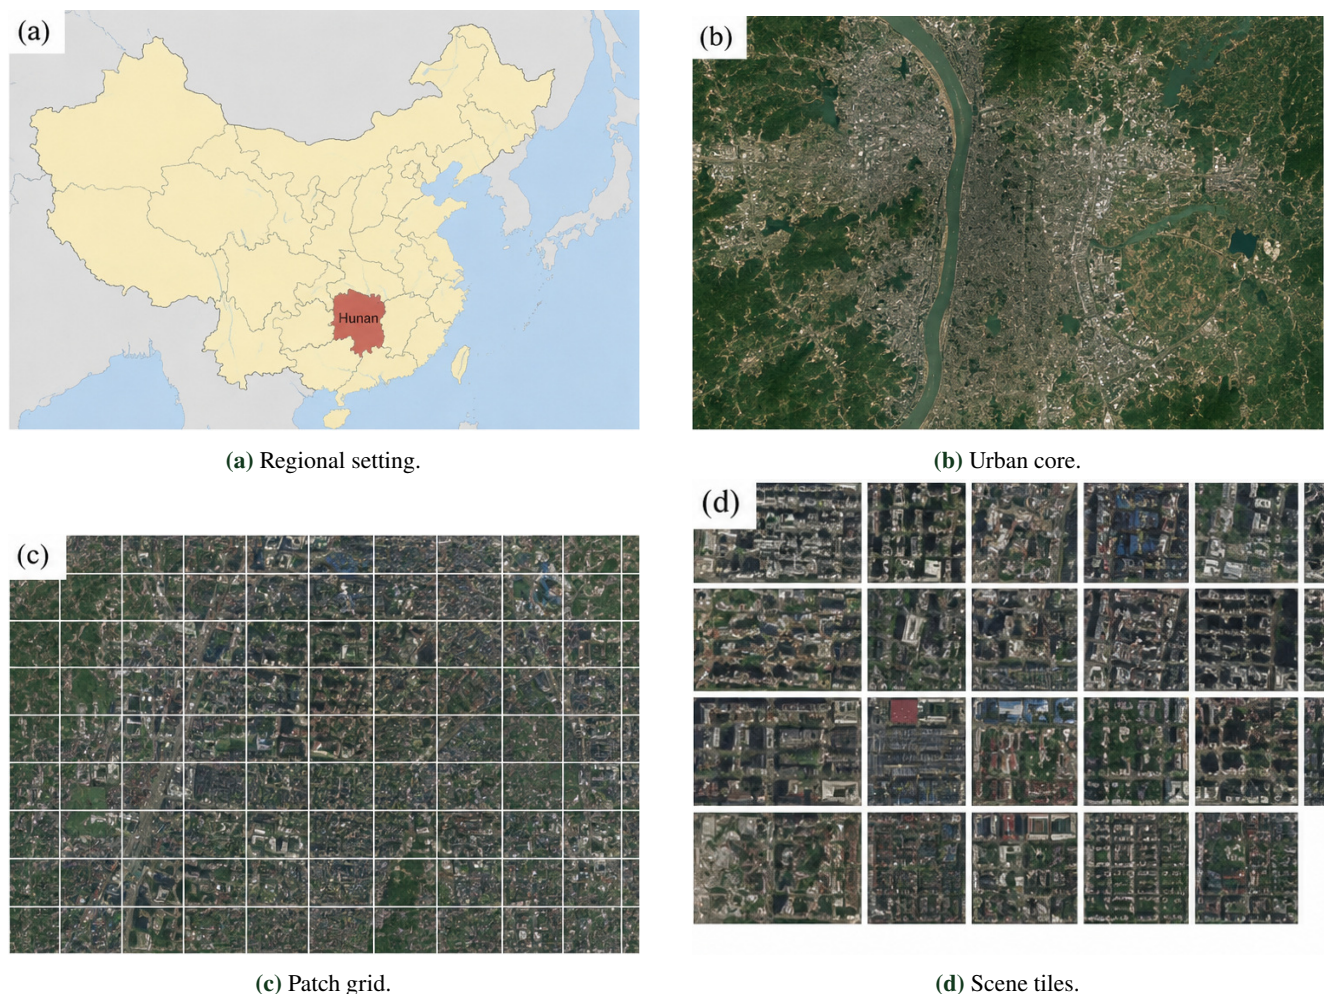 (a)
Hunan
(b)
(a) Regional setting.
(b) Urban core.
(c)
(d)
(c) Patch grid.
(d) Scene tiles.